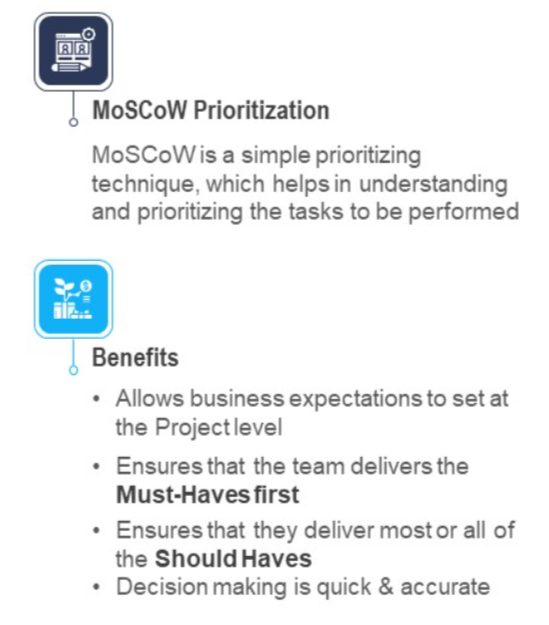 MoSCoW Prioritization
MoSCoW is a simple prioritizing
technique, which helps in understanding
and prioritizing the tasks to be performed
Benefits
• Allows business expectations to set at
the Project level
• Ensures that the team delivers the
Must-Haves first
• Ensures that they deliver most or all of
the Should Haves
• Decision making is quick & accurate